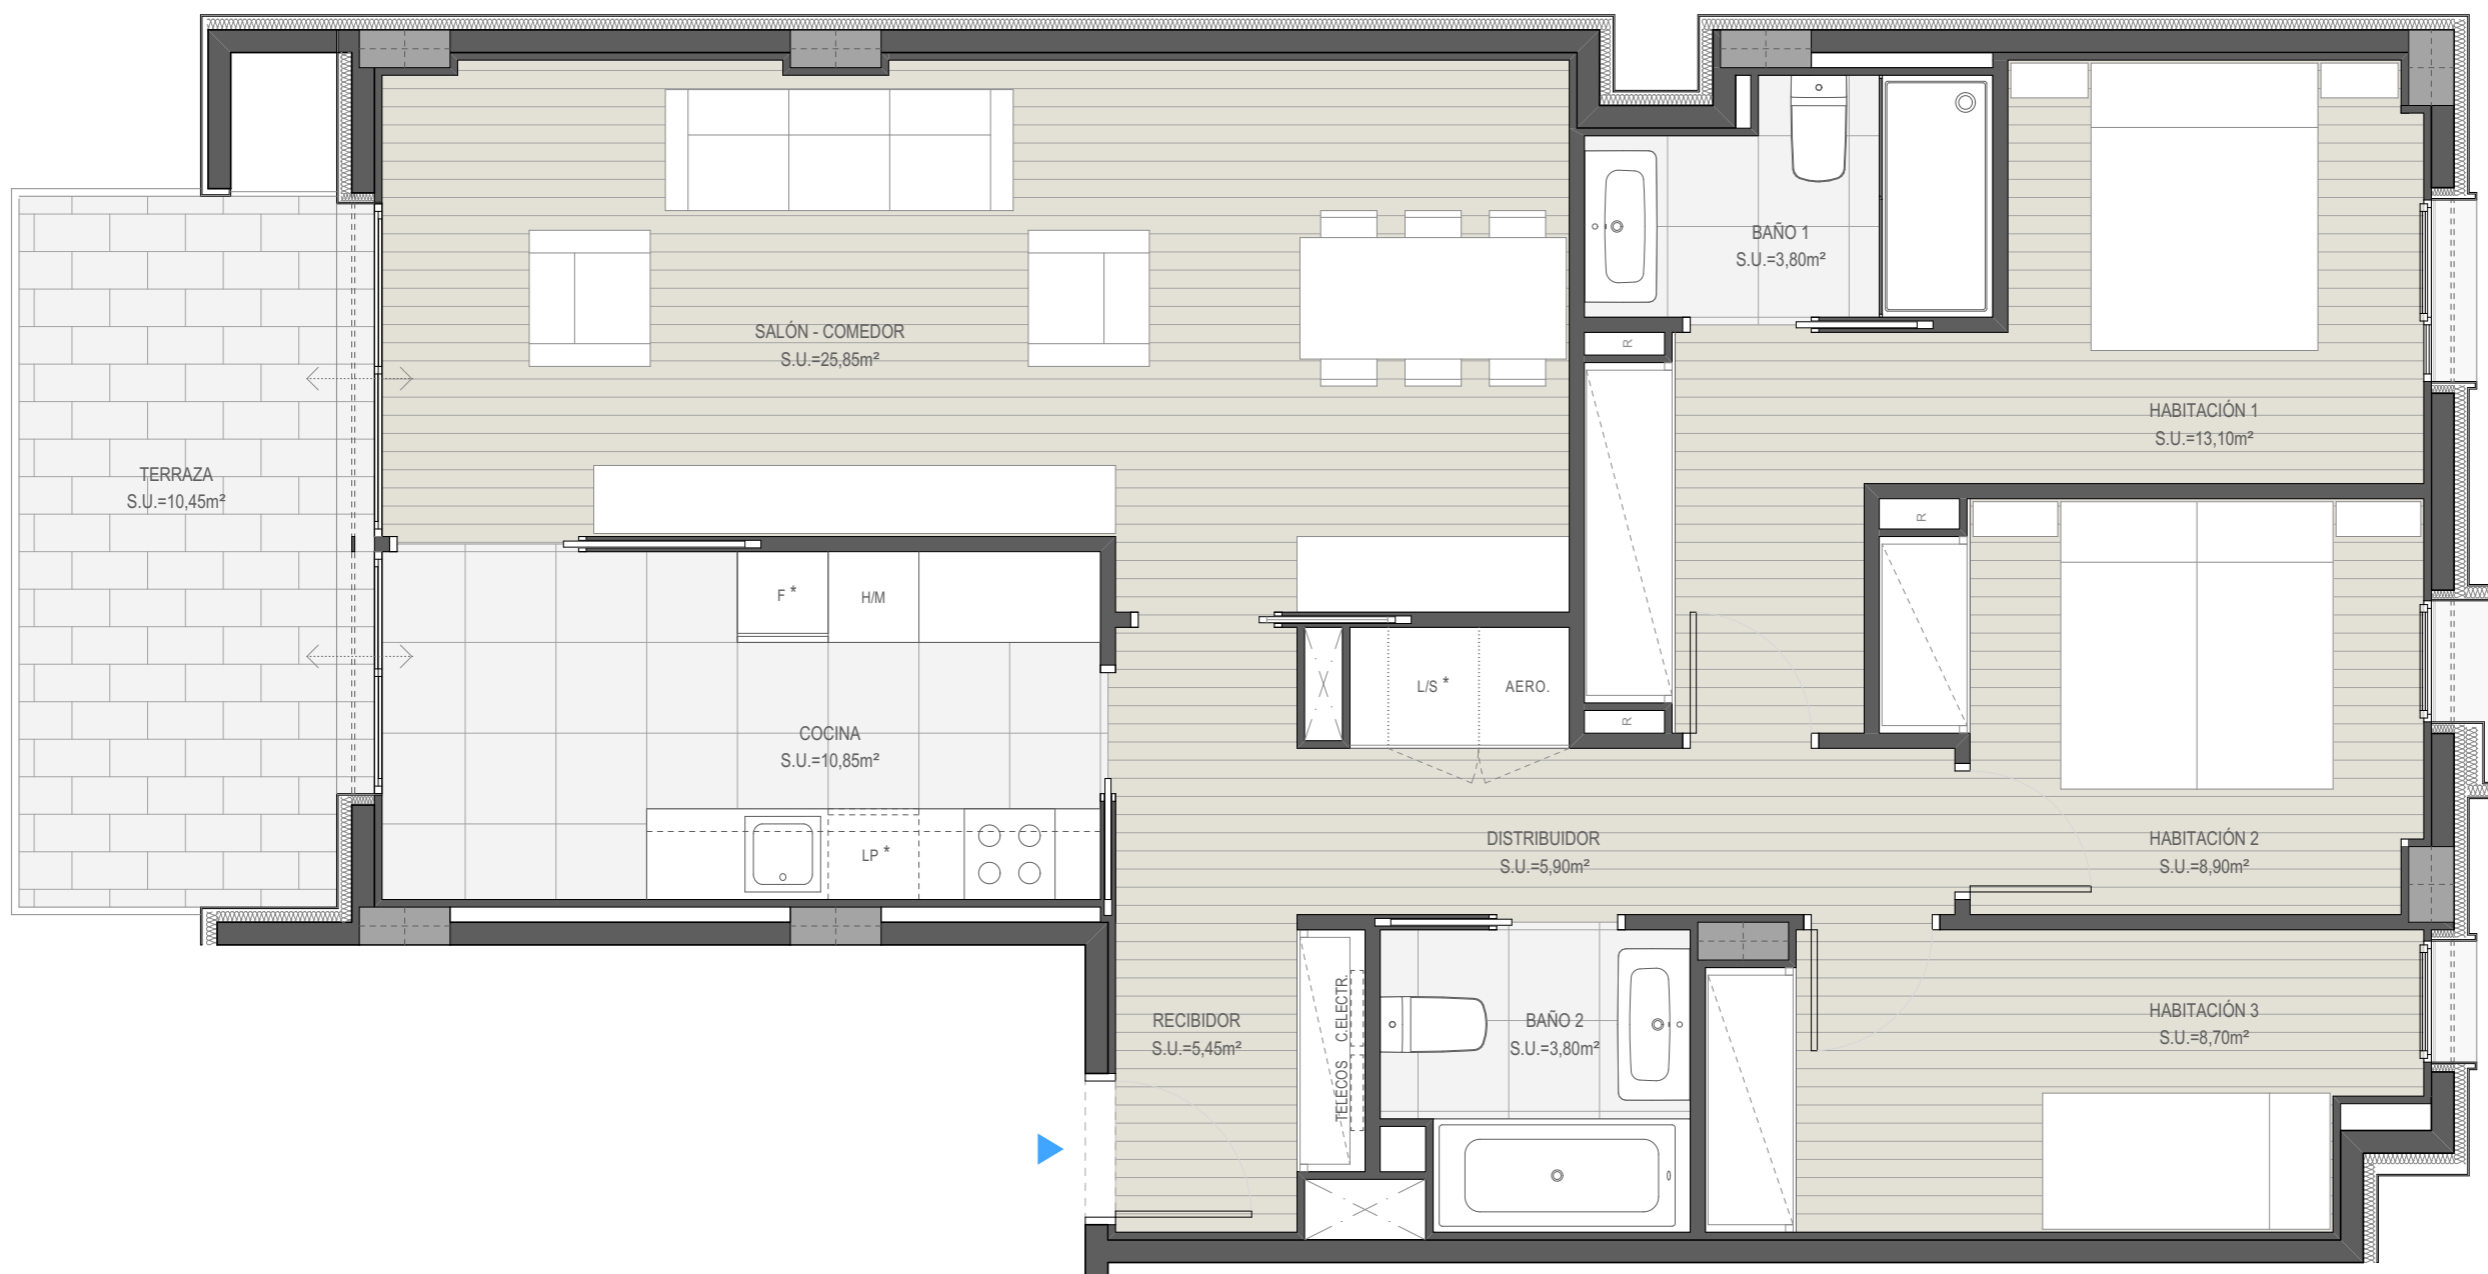 BAÑO 1
S.U.=3,80m²
SALÓN - COMEDOR
S.U.=25,85m²
R
HABITACIÓN 1
S.U.=13,10m²
TERRAZA
S.U.=10,45m²
R
F *
H/M
L/S *
AERO.
R
COCINA
S.U.=10,85m²
LP *
DISTRIBUIDOR
S.U.=5,90m²
HABITACIÓN 2
S.U.=8,90m²
RECIBIDOR
S.U.=5,45m²
TELECOS C.ELECTR.
BAÑO 2
S.U.=3,80m²
HABITACIÓN 3
S.U.=8,70m²